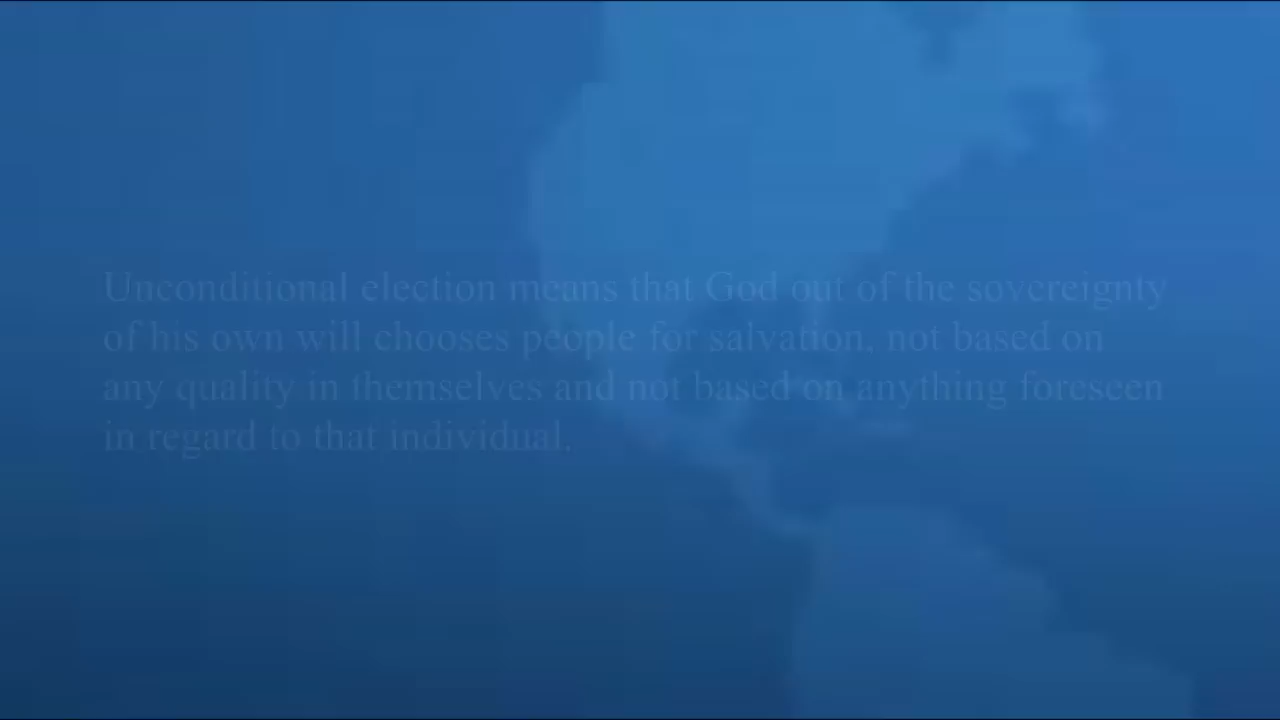 Unconditional election means that God out of the sovereignty
of his own will chooses people for salvation, not based on
any quality in themselves and not based on anything foreseen
in regard to that individual.